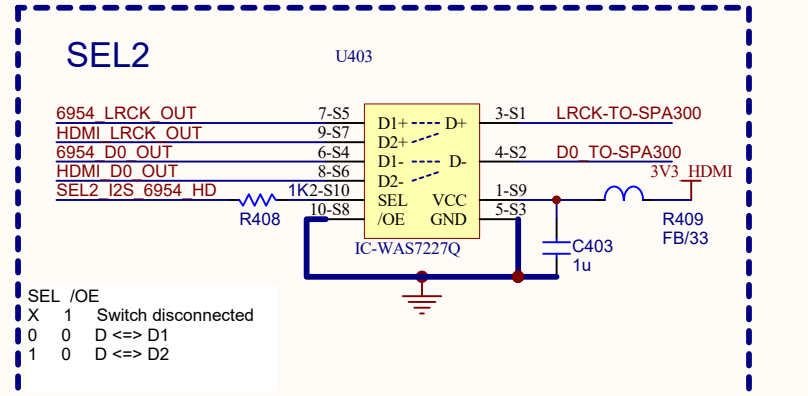 SEL2
U403
6954_LRCK_OUT 7-S5 D1+ D+ 3-S1 LRCK-TO-SPA300
HDMI_LRCK_OUT 9-S7 D2+
6954_D0_OUT 6-S4 D1- D- 4-S2 D0_TO-SPA300
HDMI_D0_OUT 8-S6 D2- 3V3_HDMI
SEL2_I2S_6954_HD 1K 2-S10 SEL VCC 1-S9
R408 10-S8 /OE GND 5-S3 R409
FB/33
IC-WAS7227Q C403
1u
SEL /OE
X 1 Switch disconnected
0 0 D <=> D1
1 0 D <=> D2